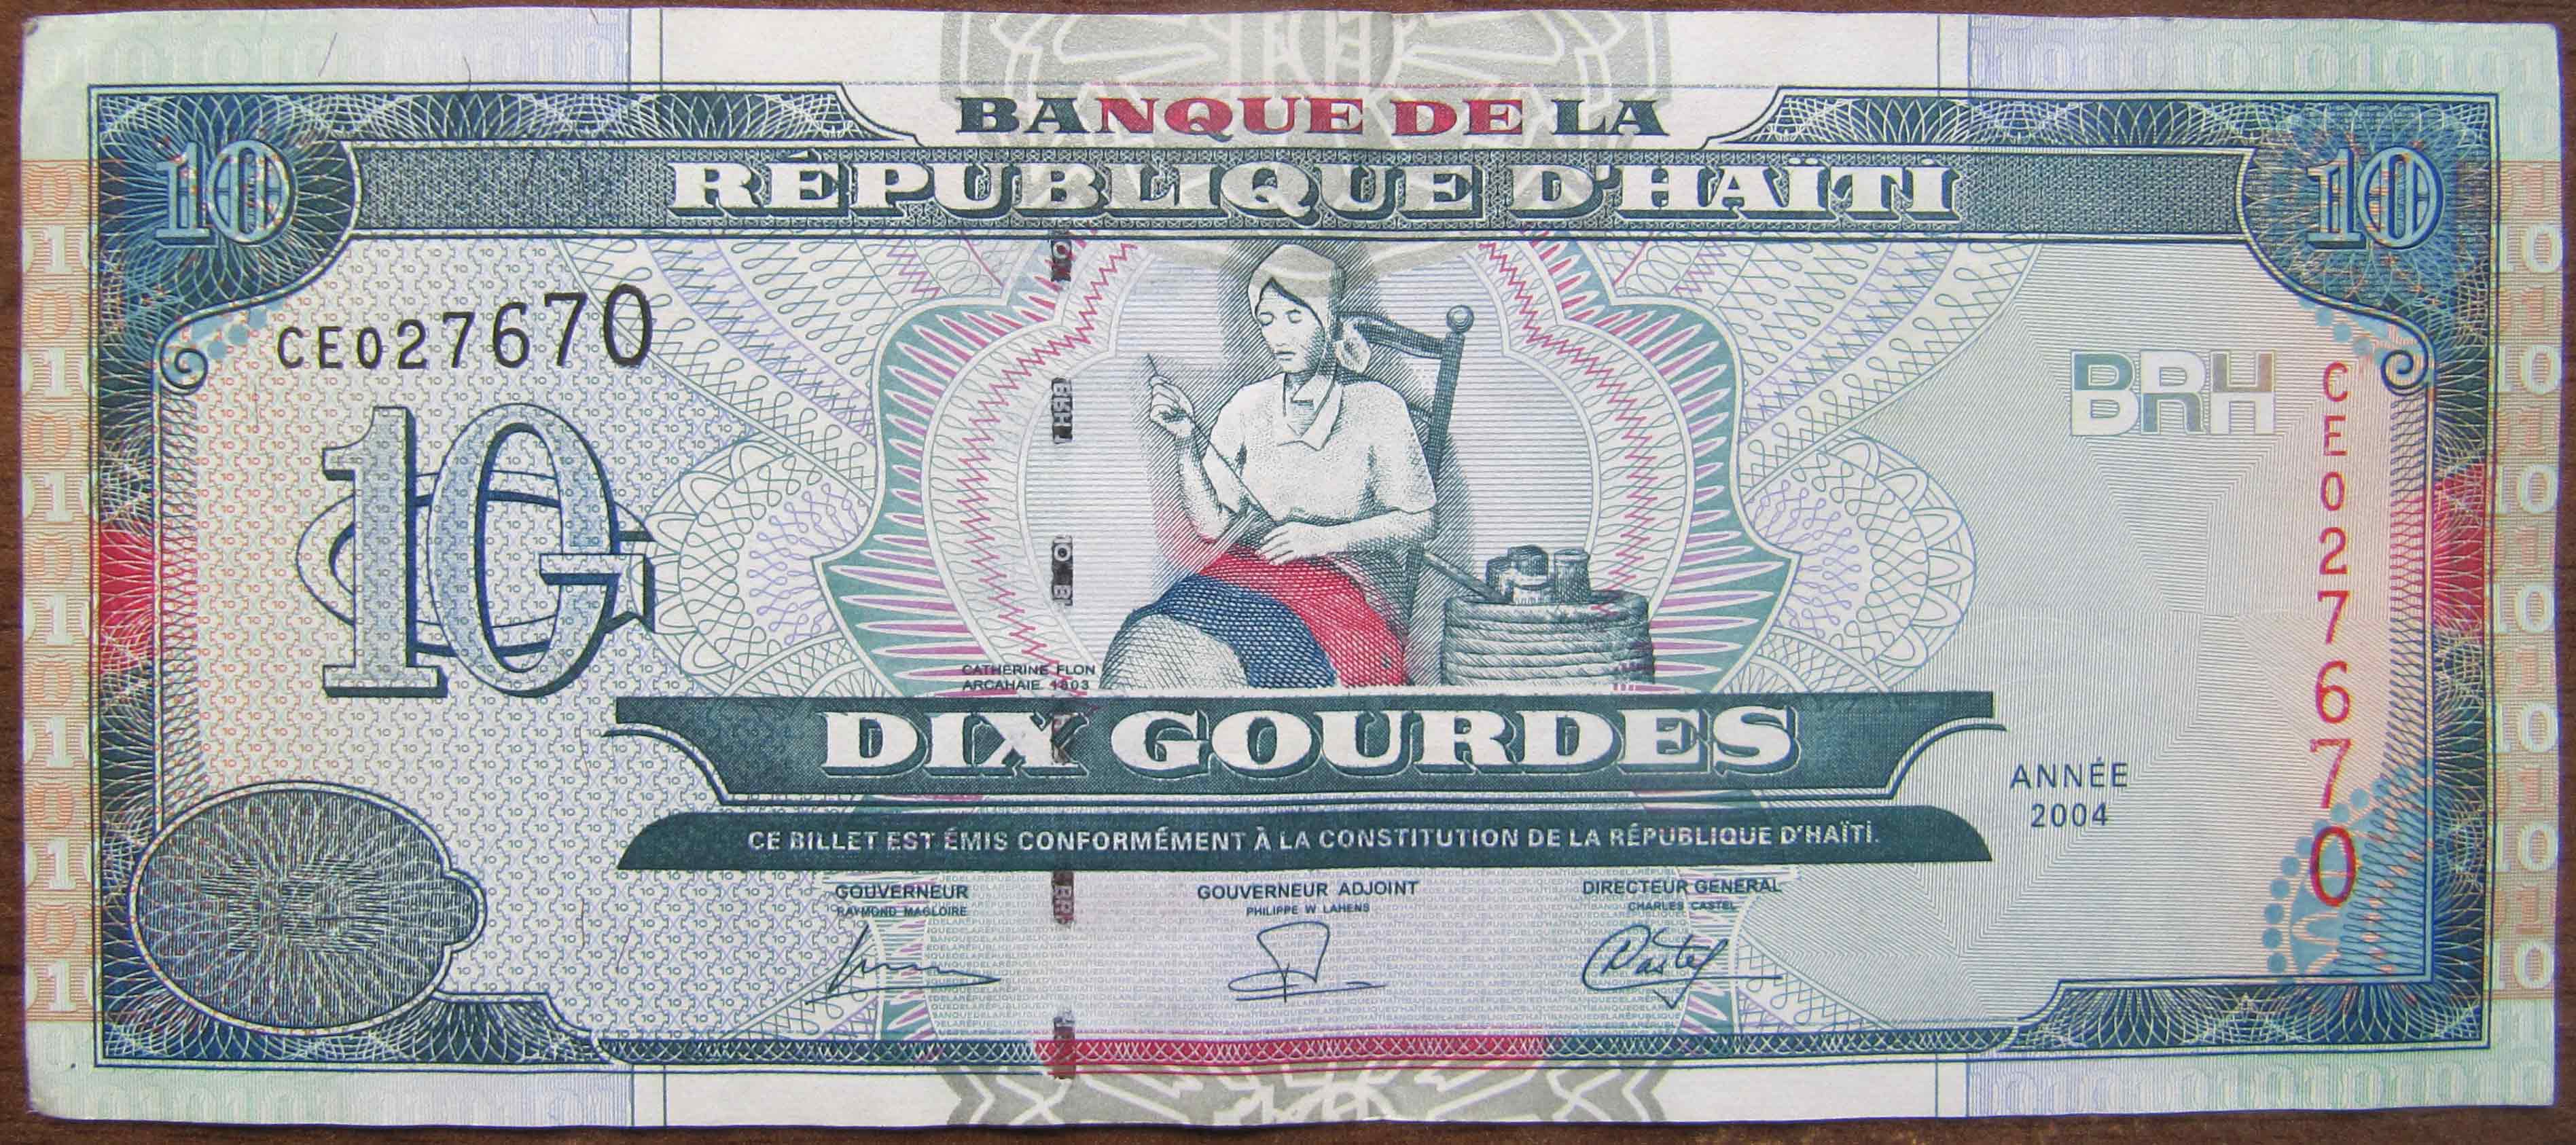 BANQUE DE LA
RÉPUBLIQUE D'HAÏTI
10
10
CE027670
BRH
BRH
CE027670
10
G
CATHERINE FLON
ARCAHAIE 1803
DIX GOURDES
ANNÉE
2004
CE BILLET EST ÉMIS CONFORMÉMENT À LA CONSTITUTION DE LA RÉPUBLIQUE D'HAÏTI.
GOUVERNEUR
RAYMOND MAGLOIRE
GOUVERNEUR ADJOINT
PHILIPPE W LAHENS
DIRECTEUR GENERAL
CHARLES CASTEL
Castel